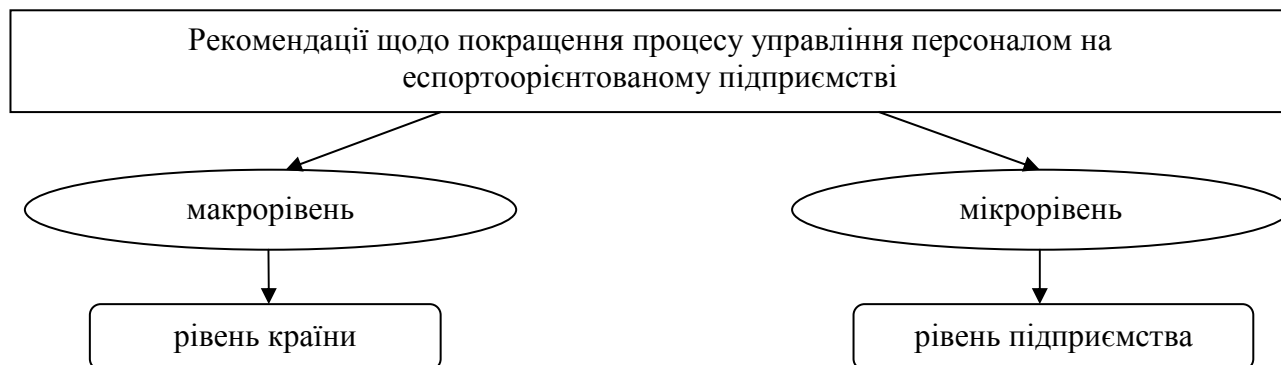 Рекомендації щодо покращення процесу управління персоналом на
еспортоорієнтованому підприємстві
макрорівень
мікрорівень
рівень країни
рівень підприємства